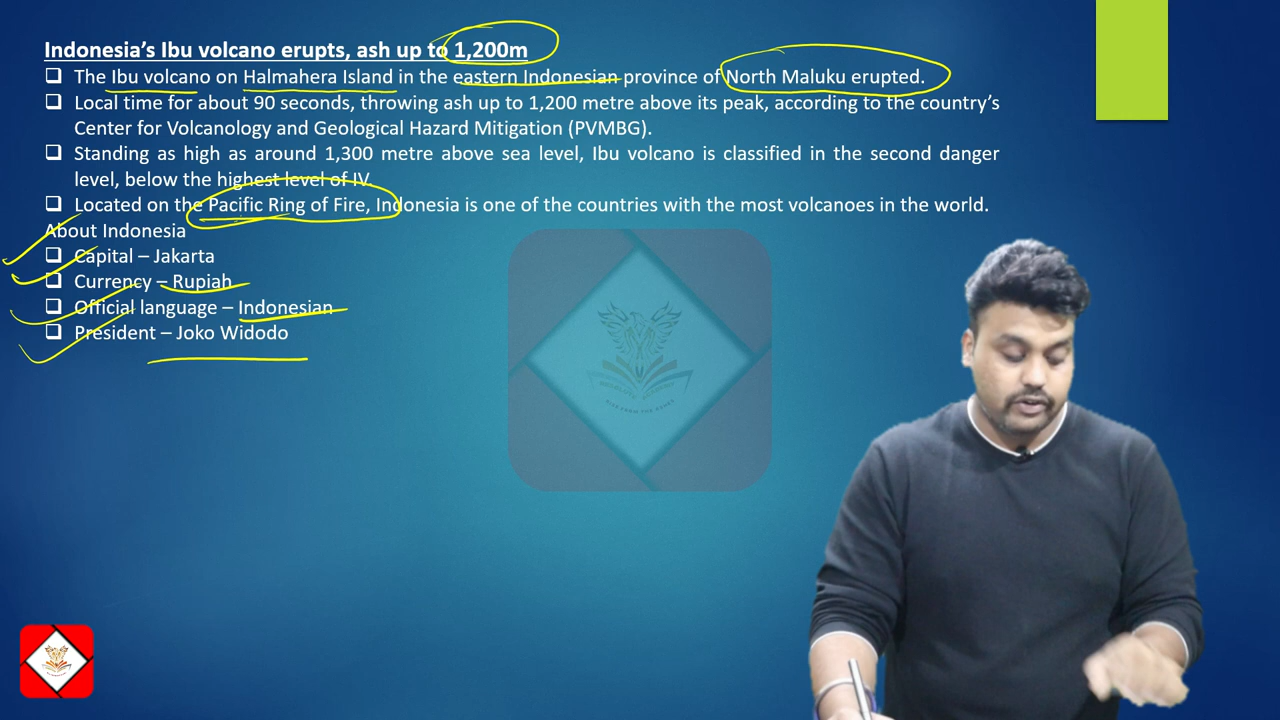 Indonesia's Ibu volcano erupts, ash up to 1,200m
❑ The Ibu volcano on Halmahera Island in the eastern Indonesian province of North Maluku erupted.
❑ Local time for about 90 seconds, throwing ash up to 1,200 metre above its peak, according to the country's
Center for Volcanology and Geological Hazard Mitigation (PVMBG).
❑ Standing as high as around 1,300 metre above sea level, Ibu volcano is classified in the second danger
level, below the highest level of IV.
❑ Located on the Pacific Ring of Fire, Indonesia is one of the countries with the most volcanoes in the world.
About Indonesia
❑ Capital – Jakarta
❑ Currency – Rupiah
❑ Official language – Indonesian
❑ President – Joko Widodo